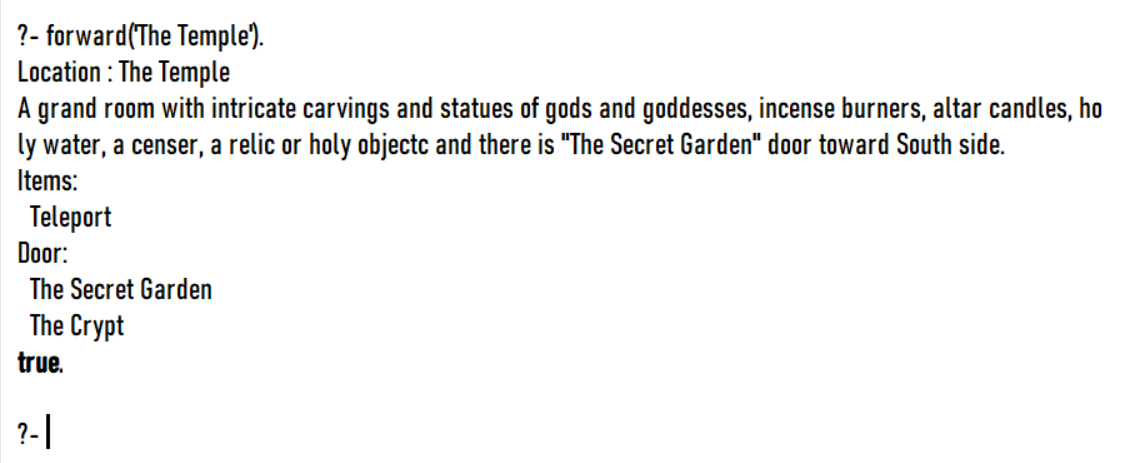 ?- forward('The Temple').
Location : The Temple
A grand room with intricate carvings and statues of gods and goddesses, incense burners, altar candles, ho
ly water, a censer, a relic or holy objectc and there is "The Secret Garden" door toward South side.
Items:
Teleport
Door:
The Secret Garden
The Crypt
true.
?-